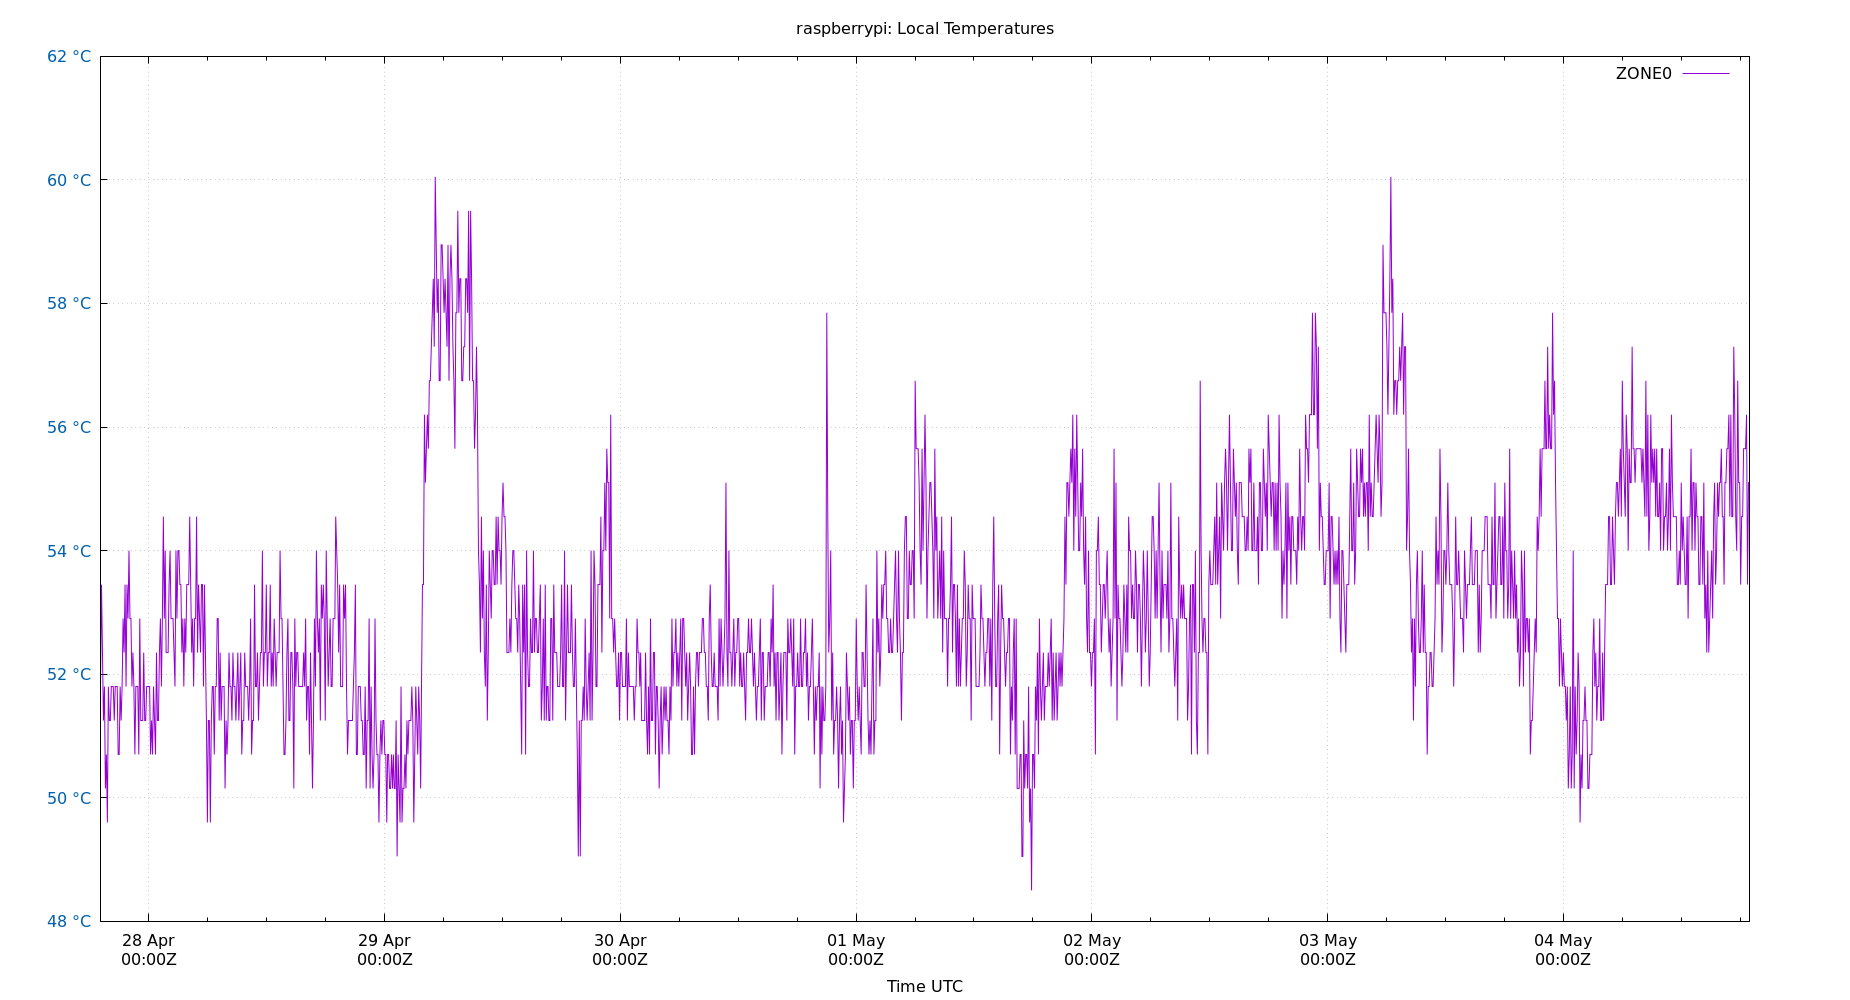 raspberrypi: Local Temperatures
ZONE0
62 °C
60 °C
58 °C
56 °C
54 °C
52 °C
50 °C
48 °C
28 Apr 29 Apr 30 Apr 01 May 02 May 03 May 04 May
00:00Z 00:00Z 00:00Z 00:00Z 00:00Z 00:00Z 00:00Z
Time UTC